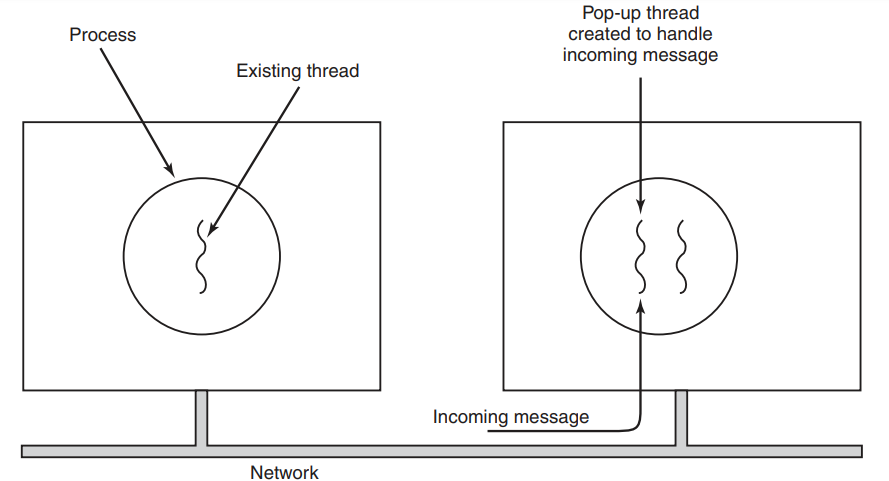 Process
Existing thread
Pop-up thread
created to handle
incoming message
Incoming message
Network